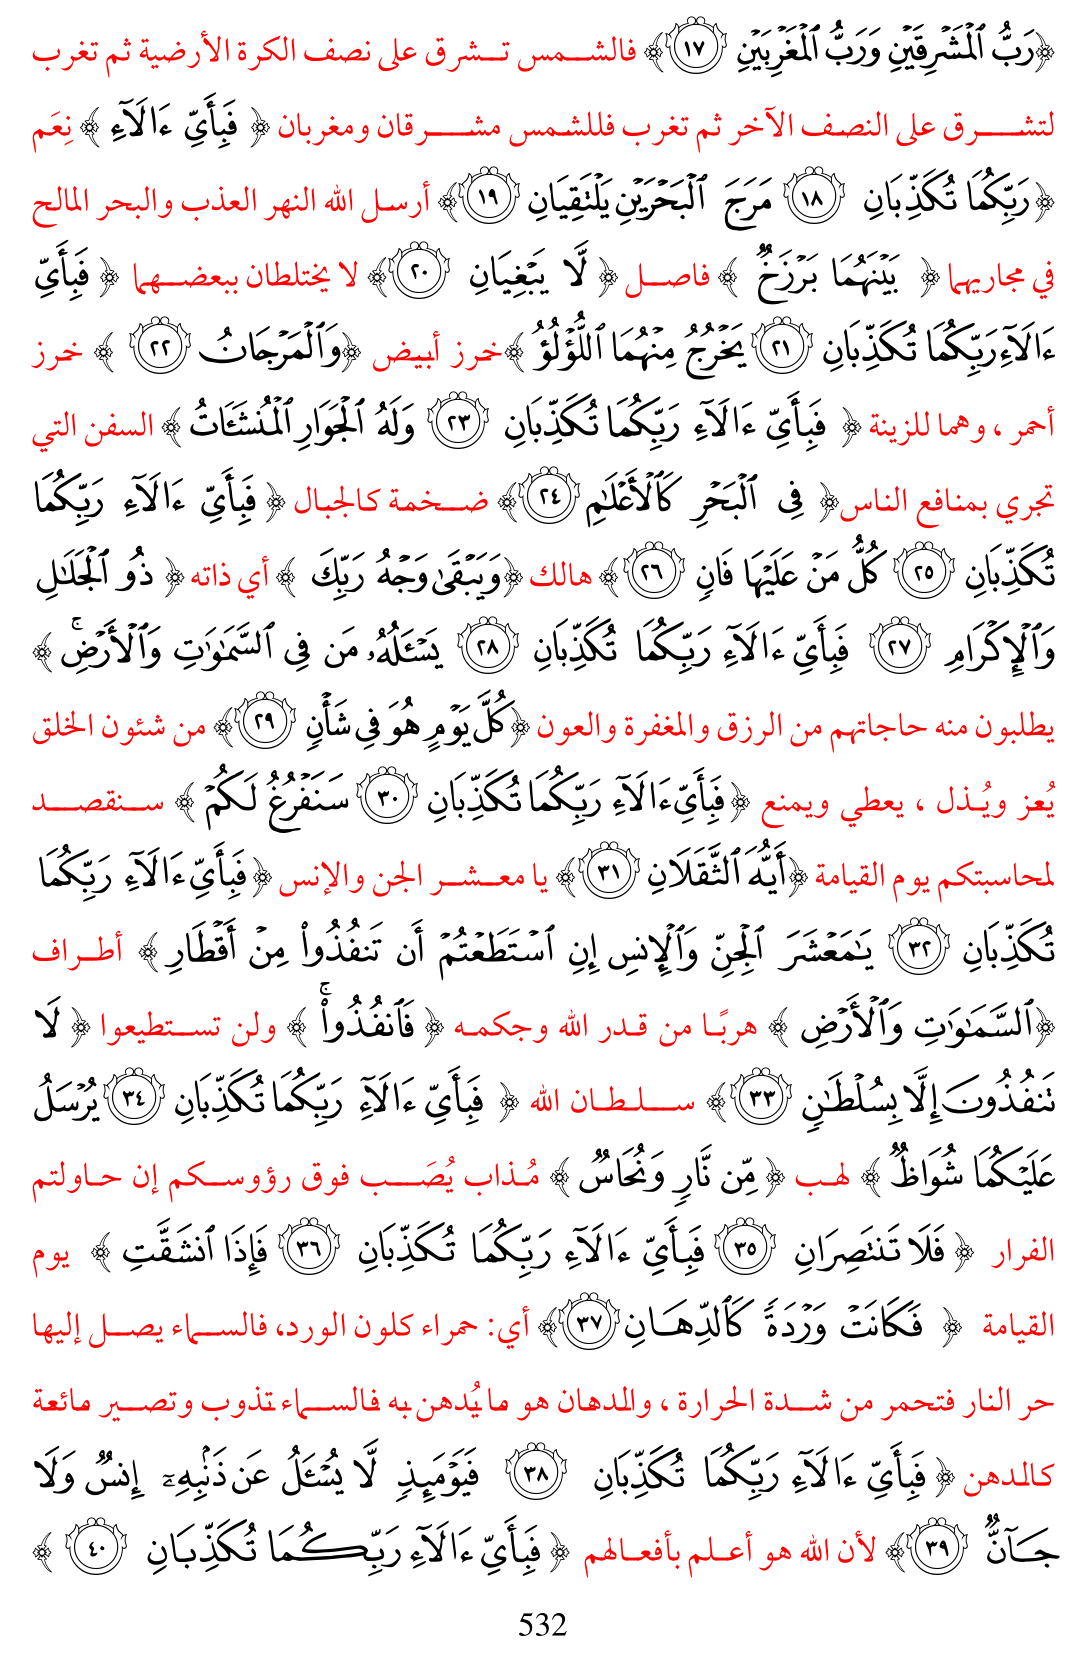 ﴿رَبُّ ٱلْمَشْرِقَيْنِ وَرَبُّ ٱلْمَغْرِبَيْنِ ١٧﴾ فالشمس تشرق على نصف الكرة الأرضية ثم تغرب
لتشرق على النصف الآخر ثم تغرب فللشمس مشرقان ومغربان ﴿ فَبِأَيِّ ءَالَآءِ ﴾ نِعَم
﴿رَبِّكُمَا تُكَذِّبَانِ ١٨ مَرَجَ ٱلْبَحْرَيْنِ يَلْتَقِيَانِ ١٩﴾ أرسل الله النهر العذب والبحر المالح
في مجاريهما ﴿ بَيْنَهُمَا بَرْزَخٌ ﴾ فاصل ﴿ لَّا يَبْغِيَانِ ٢٠﴾ لا يختلطان ببعضهما ﴿ فَبِأَيِّ
ءَالَآءِ رَبِّكُمَا تُكَذِّبَانِ ٢١ يَخْرُجُ مِنْهُمَا ٱللُّؤْلُؤُ ﴾خرز أبيض ﴿وَٱلْمَرْجَانُ ٢٢ ﴾ خرز
أحمر ، وهما للزينة ﴿ فَبِأَيِّ ءَالَآءِ رَبِّكُمَا تُكَذِّبَانِ ٢٣ وَلَهُ ٱلْجَوَارِ ٱلْمُنشَـَٔاتُ ﴾ السفن التي
تجري بمنافع الناس﴿ فِى ٱلْبَحْرِ كَٱلْأَعْلَٰمِ ٢٤﴾ ضخمة كالجبال ﴿ فَبِأَيِّ ءَالَآءِ رَبِّكُمَا
تُكَذِّبَانِ ٢٥ كُلُّ مَنْ عَلَيْهَا فَانٍ ٢٦﴾ هالك ﴿وَيَبْقَىٰ وَجْهُ رَبِّكَ ﴾ أي ذاته ﴿ ذُو ٱلْجَلَٰلِ
وَٱلْإِكْرَامِ ٢٧ فَبِأَيِّ ءَالَآءِ رَبِّكُمَا تُكَذِّبَانِ ٢٨ يَسْـَٔلُهُۥ مَن فِى ٱلسَّمَٰوَٰتِ وَٱلْأَرْضِۚ ﴾
يطلبون منه حاجاتهم من الرزق والمغفرة والعون ﴿كُلَّ يَوْمٍ هُوَ فِى شَأْنٍ ٢٩﴾ من شئون الخلق
يُعز ويُذل ، يعطي ويمنع ﴿فَبِأَيِّ ءَالَآءِ رَبِّكُمَا تُكَذِّبَانِ ٣٠ سَنَفْرُغُ لَكُمْ ﴾ سنقصد
لمحاسبتكم يوم القيامة ﴿أَيُّهَ ٱلثَّقَلَانِ ٣١﴾ يا معشر الجن والإنس ﴿فَبِأَيِّ ءَالَآءِ رَبِّكُمَا
تُكَذِّبَانِ ٣٢ يَٰمَعْشَرَ ٱلْجِنِّ وَٱلْإِنسِ إِنِ ٱسْتَطَعْتُمْ أَن تَنفُذُوا۟ مِنْ أَقْطَارِ ﴾ أطراف
﴿ٱلسَّمَٰوَٰتِ وَٱلْأَرْضِ ﴾ هربًا من قدر الله وحكمه ﴿ فَٱنفُذُوا۟ۚ ﴾ ولن تستطيعوا ﴿ لَا
تَنفُذُونَ إِلَّا بِسُلْطَٰنٍ ٣٣﴾ سلطان الله ﴿ فَبِأَيِّ ءَالَآءِ رَبِّكُمَا تُكَذِّبَانِ ٣٤ يُرْسَلُ
عَلَيْكُمَا شُوَاظٌ ﴾ لهب ﴿ مِّن نَّارٍ وَنُحَاسٌ ﴾ مُذاب يُصَب فوق رؤوسكم إن حاولتم
الفرار ﴿ فَلَا تَنتَصِرَانِ ٣٥ فَبِأَيِّ ءَالَآءِ رَبِّكُمَا تُكَذِّبَانِ ٣٦ فَإِذَا ٱنشَقَّتِ ﴾ يوم
القيامة ﴿ فَكَانَتْ وَرْدَةً كَٱلدِّهَانِ ٣٧﴾ أي: حمراء كلون الورد، فالسماء يصل إليها
حر النار فتحمر من شدة الحرارة ، والمدهان هو ما يُدهن به فالسماء تذوب وتصير مائعة
كالمدهن ﴿ فَبِأَيِّ ءَالَآءِ رَبِّكُمَا تُكَذِّبَانِ ٣٨ فَيَوْمَئِذٍ لَّا يُسْـَٔلُ عَن ذَنۢبِهِۦٓ إِنسٌ وَلَا
جَآنٌّ ٣٩﴾ لأن الله هو أعلم بأفعالهم ﴿ فَبِأَيِّ ءَالَآءِ رَبِّكُمَا تُكَذِّبَانِ ٤٠ ﴾
532